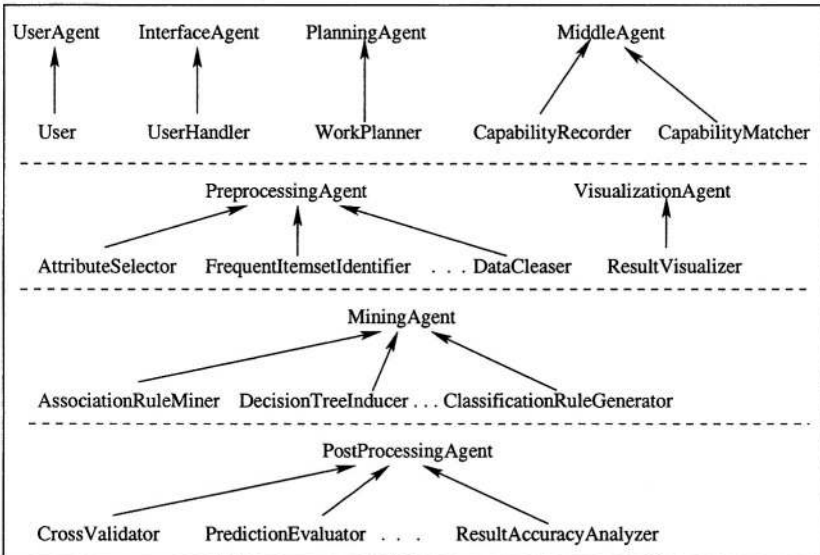 UserAgent InterfaceAgent PlanningAgent MiddleAgent
User UserHandler WorkPlanner CapabilityRecorder CapabilityMatcher
PreprocessingAgent VisualizationAgent
AttributeSelector FrequentItemsetIdentifier . . . DataCleaser ResultVisualizer
MiningAgent
AssociationRuleMiner DecisionTreeInducer . . . ClassificationRuleGenerator
PostProcessingAgent
CrossValidator PredictionEvaluator . . . ResultAccuracyAnalyzer